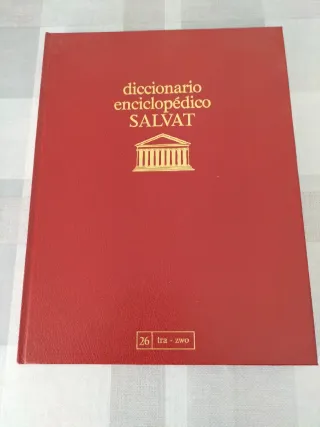 diccionario
enciclopédico
SALVAT
26 tra - zwo